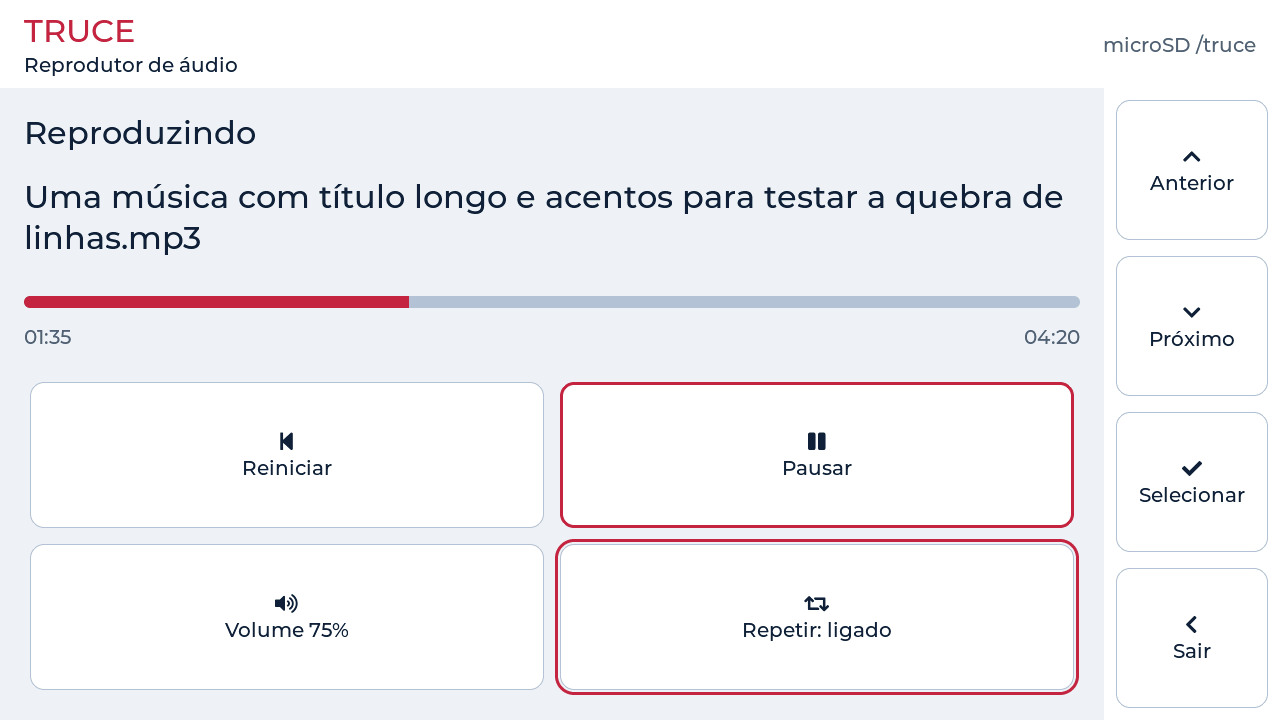 TRUCE
Reprodutor de áudio
microSD /truce
Reproduzindo
Uma música com título longo e acentos para testar a quebra de
linhas.mp3
01:35
04:20
Reiniciar
Pausar
Volume 75%
Repetir: ligado
Anterior
Próximo
Selecionar
Sair